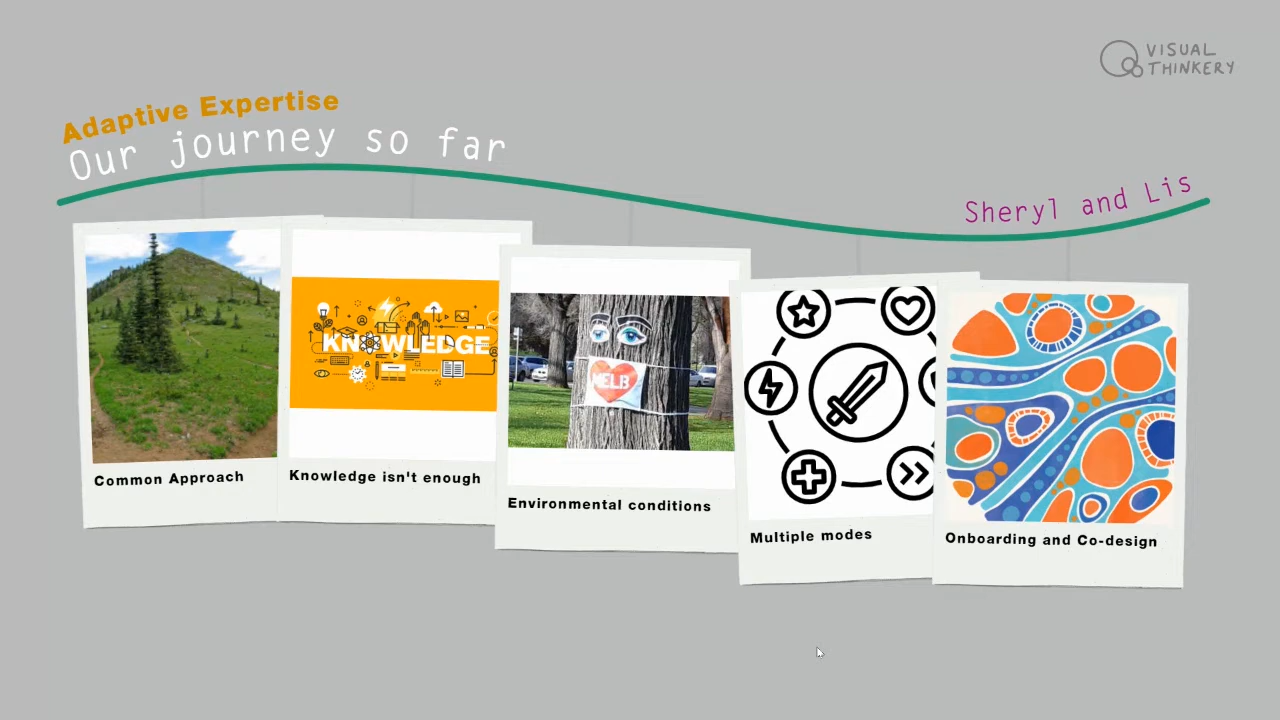 VISUAL
THINKERY
Adaptive Expertise
Our journey so far
Sheryl and Lis
KNOWLEDGE
MELB
Common Approach
Knowledge isn't enough
Environmental conditions
Multiple modes
Onboarding and Co-design